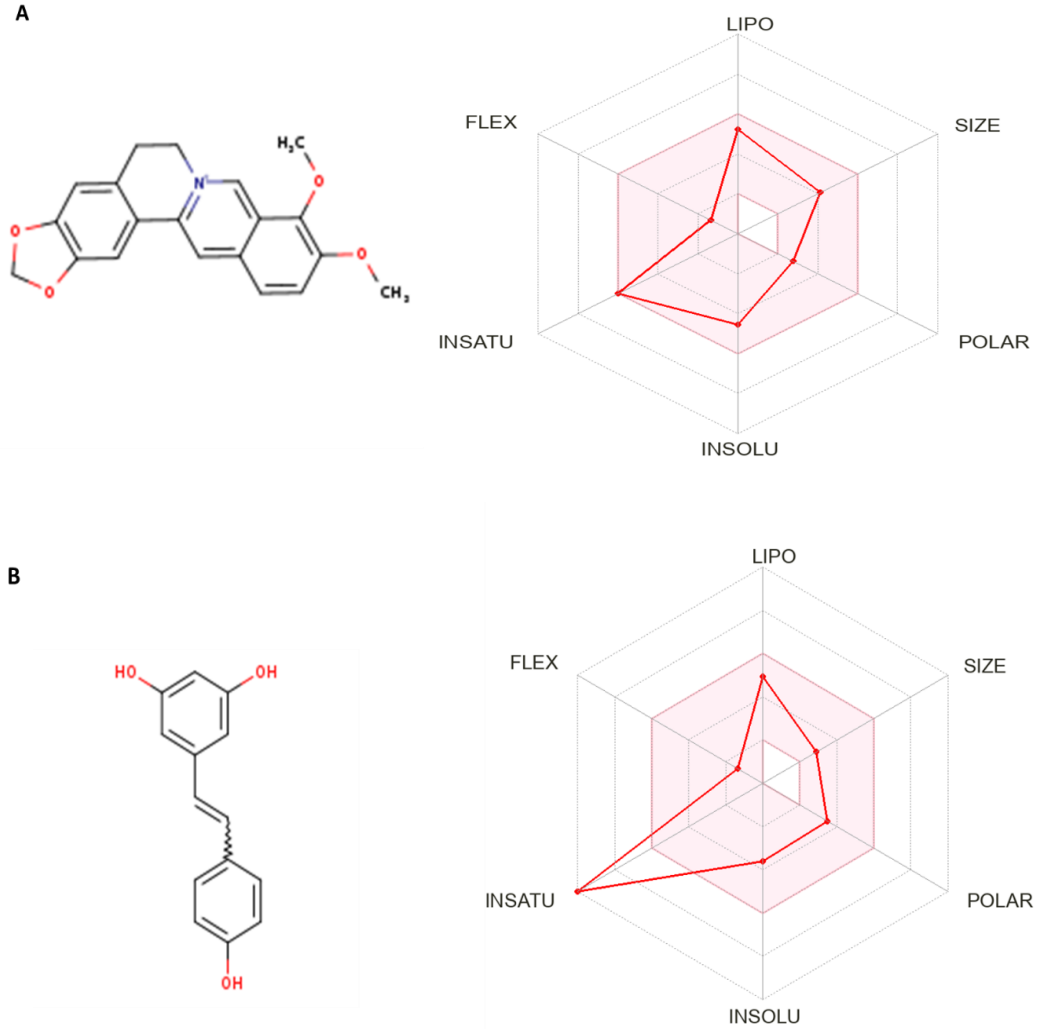 A
LIPO
FLEX
SIZE
H₃C
N⁺
O
O
O
O
CH₃
INSATU
POLAR
INSOLU
B
LIPO
FLEX
SIZE
HO
OH
INSATU
POLAR
OH
INSOLU